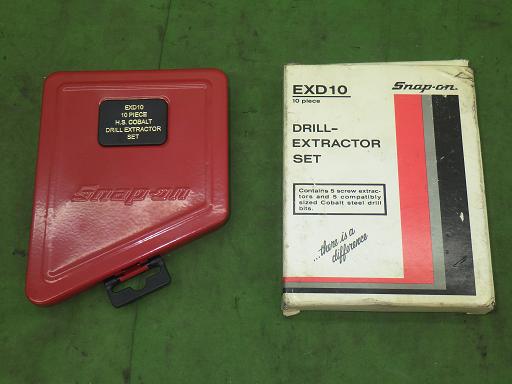 EXD10
10 PIECE
H.S. COBALT
DRILL EXTRACTOR
SET
Snap-on
EXD10
10 piece
Snap-on
DRILL-
EXTRACTOR
SET
Contains 5 screw extrac-
tors and 5 compatibly
sized Cobalt steel drill
bits.
...there is a
difference